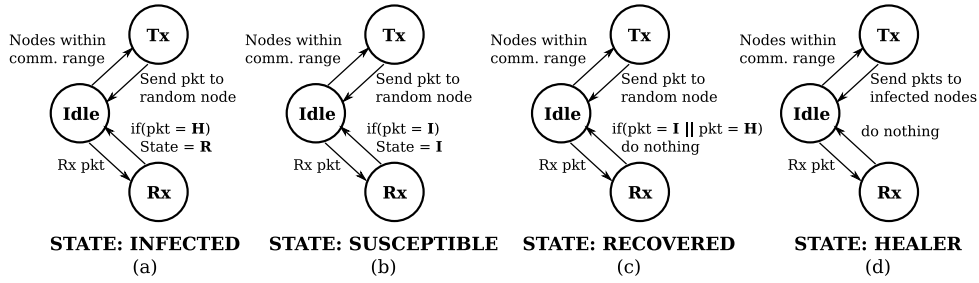 Tx
Nodes within
comm. range
Send pkt to
random node
Idle
if(pkt = H)
State = R
Rx pkt
Rx
STATE: INFECTED
(a)
Tx
Nodes within
comm. range
Send pkt to
random node
Idle
if(pkt = I)
State = I
Rx pkt
Rx
STATE: SUSCEPTIBLE
(b)
Tx
Nodes within
comm. range
Send pkt to
random node
Idle
if(pkt = I || pkt = H)
do nothing
Rx pkt
Rx
STATE: RECOVERED
(c)
Tx
Nodes within
comm. range
Send pkts to
infected nodes
Idle
do nothing
Rx pkt
Rx
STATE: HEALER
(d)